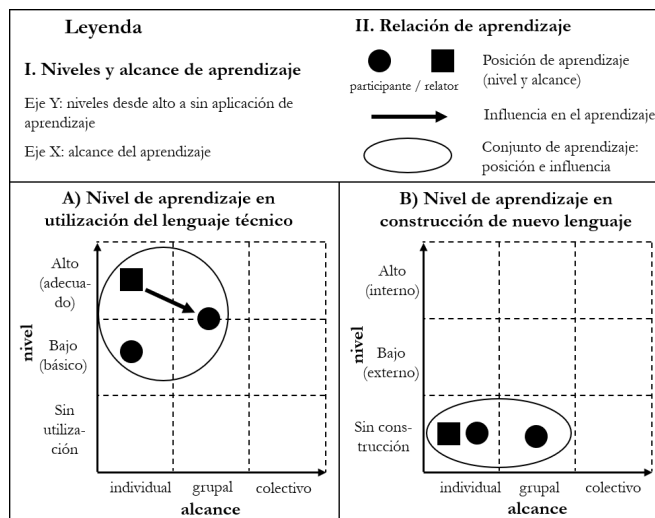 Leyenda
I. Niveles y alcance de aprendizaje
Eje Y: niveles desde alto a sin aplicación de
aprendizaje
Eje X: alcance del aprendizaje
II. Relación de aprendizaje
participante / relator
Posición de aprendizaje
(nivel y alcance)
Influencia en el aprendizaje
Conjunto de aprendizaje:
posición e influencia
A) Nivel de aprendizaje en
utilización del lenguaje técnico
nivel
Alto
(adecua-
do)
Bajo
(básico)
Sin
utiliza-
ción
individual grupal colectivo
alcance
B) Nivel de aprendizaje en
construcción de nuevo lenguaje
nivel
Alto
(interno)
Bajo
(externo)
Sin cons-
trucción
individual grupal colectivo
alcance